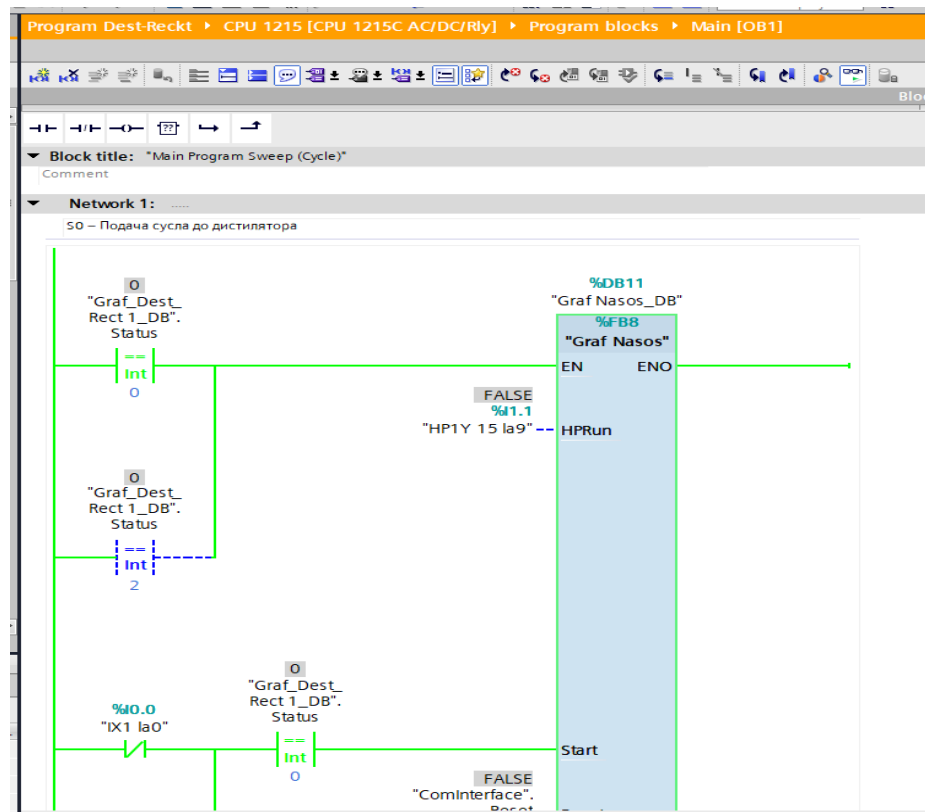 Program Dest-Reckt ▸ CPU 1215 [CPU 1215C AC/DC/Rly] ▸ Program blocks ▸ Main [OB1]
Bloc
Block title: "Main Program Sweep (Cycle)"
Comment
Network 1: .....
S0 – Подача сусла до дистилятора
0
"Graf_Dest_
Rect 1_DB".
Status
==
Int
0
%DB11
"Graf Nasos_DB"
%FB8
"Graf Nasos"
EN ENO
FALSE
%I1.1
"HP1Y 15 la9" HPRun
0
"Graf_Dest_
Rect 1_DB".
Status
==
Int
2
%I0.0
"IX1 la0"
0
"Graf_Dest_
Rect 1_DB".
Status
==
Int
0
Start
FALSE
"ComInterface".